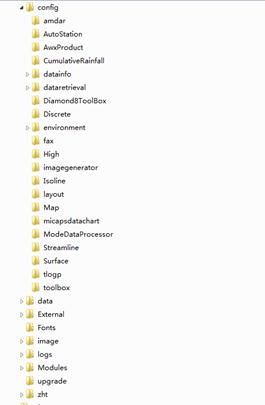 config
amdar
AutoStation
AwxProduct
CumulativeRainfall
datainfo
dataretrieval
Diamond8ToolBox
Discrete
environment
fax
High
imagegenerator
Isoline
layout
Map
micapsdatachart
ModeDataProcessor
Streamline
Surface
tlogp
toolbox
data
External
Fonts
image
logs
Modules
upgrade
zht